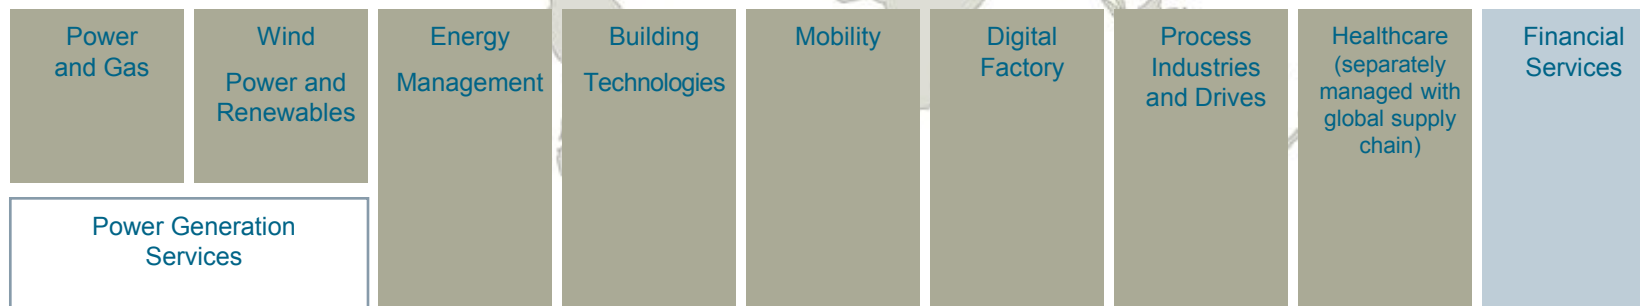 Power
and Gas
Wind
Power and
Renewables
Energy
Management
Building
Technologies
Mobility
Digital
Factory
Process
Industries
and Drives
Healthcare
(separately
managed with
global supply
chain)
Financial
Services
Power Generation
Services